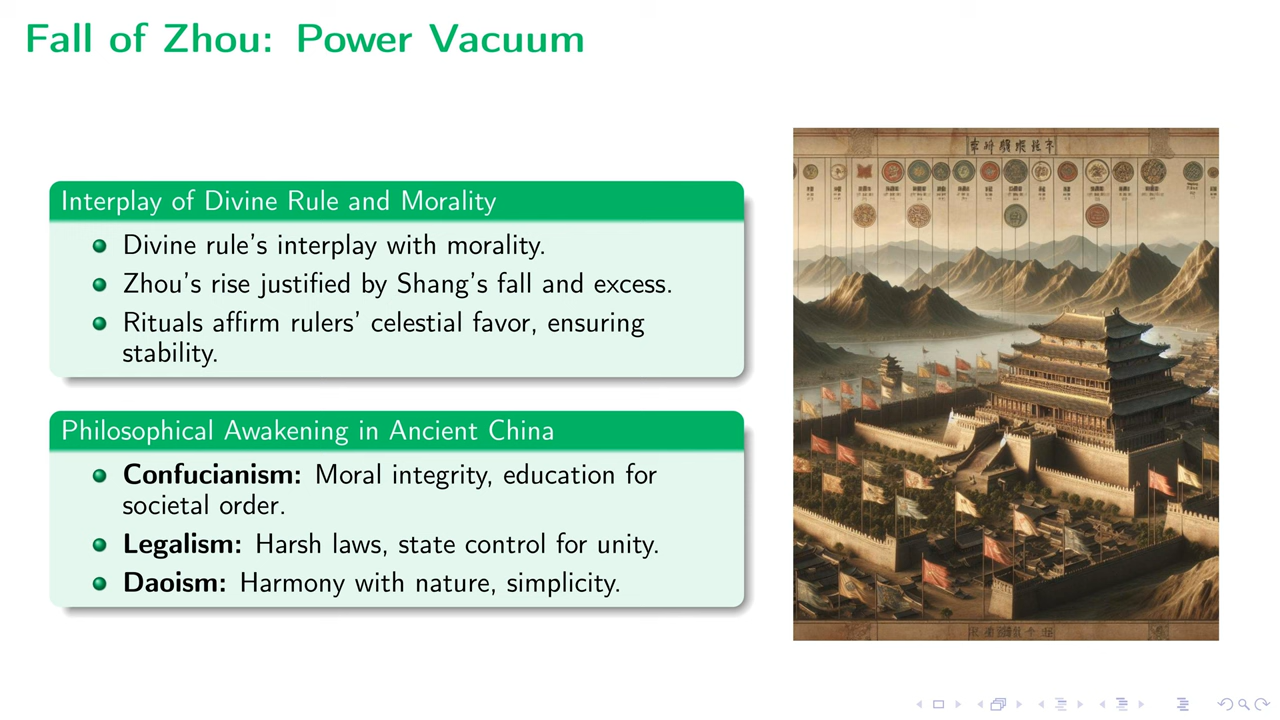 Fall of Zhou: Power Vacuum
Interplay of Divine Rule and Morality
Divine rule's interplay with morality.
Zhou's rise justified by Shang's fall and excess.
Rituals affirm rulers' celestial favor, ensuring
stability.
Philosophical Awakening in Ancient China
Confucianism: Moral integrity, education for
societal order.
Legalism: Harsh laws, state control for unity.
Daoism: Harmony with nature, simplicity.